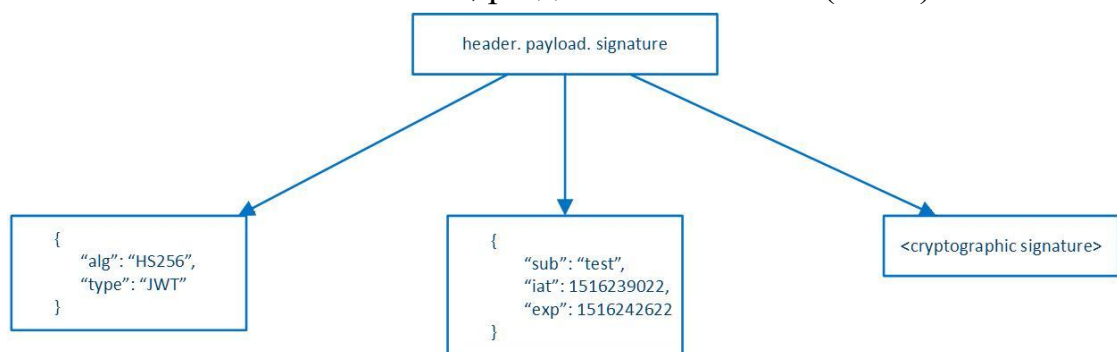 header. payload. signature
{
“alg”: “HS256”,
“type”: “JWT”
}
{
“sub”: “test”,
“iat”: 1516239022,
“exp”: 1516242622
}
<cryptographic signature>